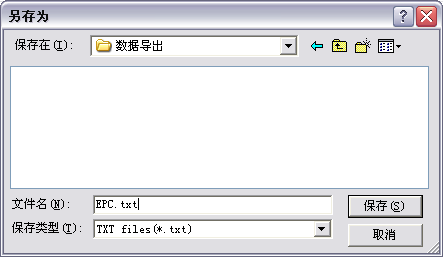 另存为
保存在(I): 数据导出
文件名(N): EPC.txt 保存(S)
保存类型(T): TXT files(*.txt) 取消